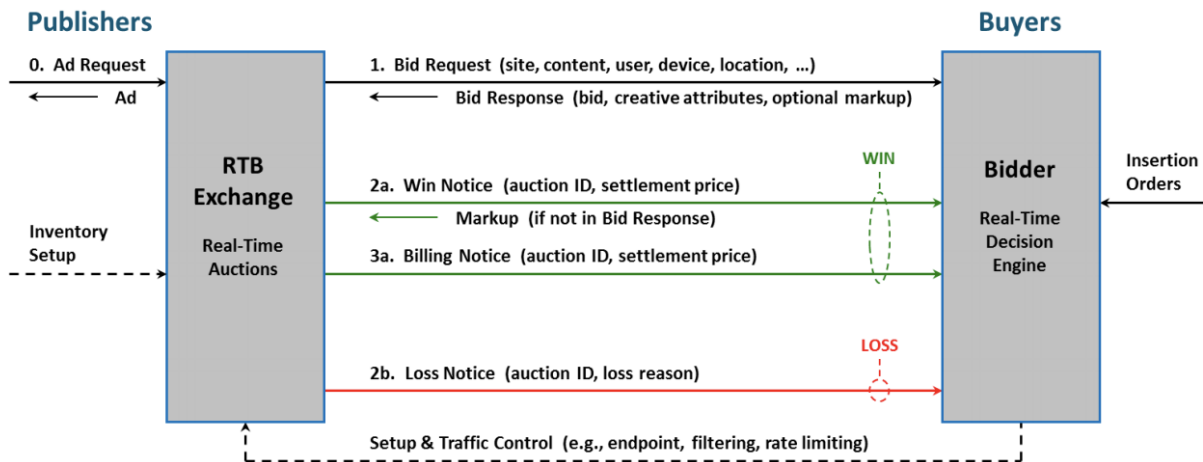 Publishers
Buyers
0. Ad Request
Ad
1. Bid Request (site, content, user, device, location, …)
Bid Response (bid, creative attributes, optional markup)
RTB
Exchange
Real-Time
Auctions
WIN
2a. Win Notice (auction ID, settlement price)
Markup (if not in Bid Response)
3a. Billing Notice (auction ID, settlement price)
Bidder
Real-Time
Decision
Engine
Insertion
Orders
Inventory
Setup
LOSS
2b. Loss Notice (auction ID, loss reason)
Setup & Traffic Control (e.g., endpoint, filtering, rate limiting)